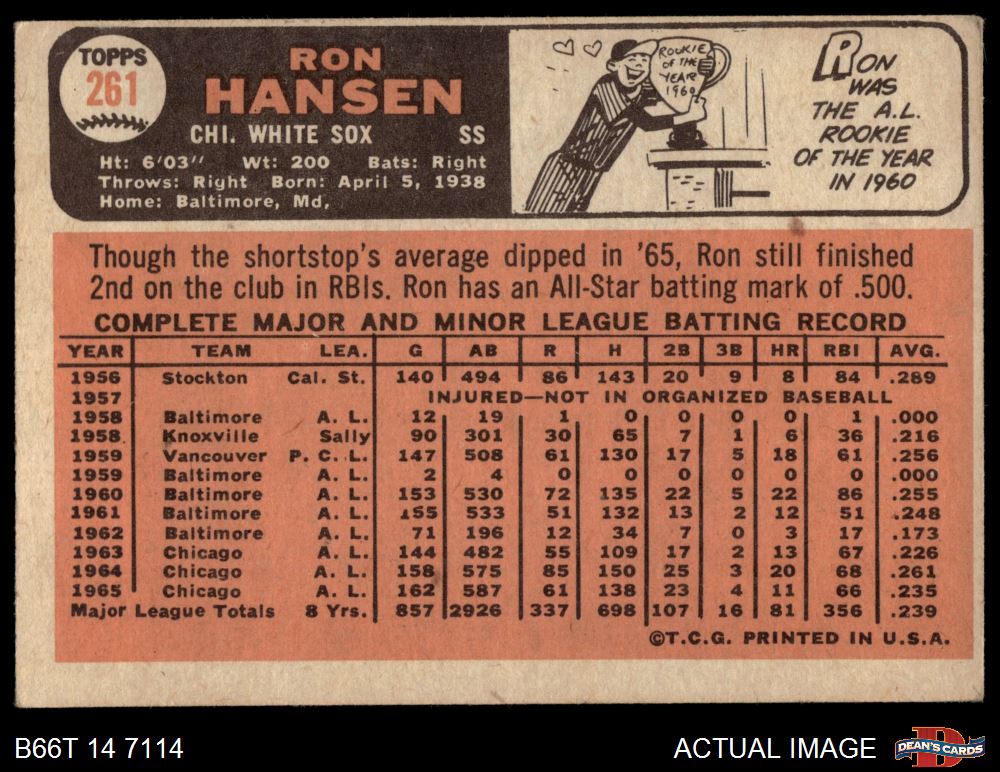 TOPPS
261
RON
HANSEN
CHI. WHITE SOX SS
Ht: 6'03" Wt: 200 Bats: Right
Throws: Right Born: April 5, 1938
Home: Baltimore, Md,
ROOKIE
OF THE
YEAR
1960
RON
WAS
THE A.L.
ROOKIE
OF THE YEAR
IN 1960
Though the shortstop's average dipped in '65, Ron still finished
2nd on the club in RBIs. Ron has an All-Star batting mark of .500.
COMPLETE MAJOR AND MINOR LEAGUE BATTING RECORD
YEAR TEAM LEA. G AB R H 2B 3B HR RBI AVG.
1956 Stockton Cal. St. 140 494 86 143 20 9 8 84 .289
1957 INJURED—NOT IN ORGANIZED BASEBALL
1958 Baltimore A. L. 12 19 1 0 0 0 0 1 .000
1958 Knoxville Sally 90 301 30 65 7 1 6 36 .216
1959 Vancouver P. C. L. 147 508 61 130 17 5 18 61 .256
1959 Baltimore A. L. 2 4 0 0 0 0 0 0 .000
1960 Baltimore A. L. 153 530 72 135 22 5 22 86 .255
1961 Baltimore A. L. 155 533 51 132 13 2 12 51 .248
1962 Baltimore A. L. 71 196 12 34 7 0 3 17 .173
1963 Chicago A. L. 144 482 55 109 17 2 13 67 .226
1964 Chicago A. L. 158 575 85 150 25 3 20 68 .261
1965 Chicago A. L. 162 587 61 138 23 4 11 66 .235
Major League Totals 8 Yrs. 857 2926 337 698 107 16 81 356 .239
©T.C.G. PRINTED IN U.S.A.
B66T 14 7114
ACTUAL IMAGE
DEAN'S CARDS